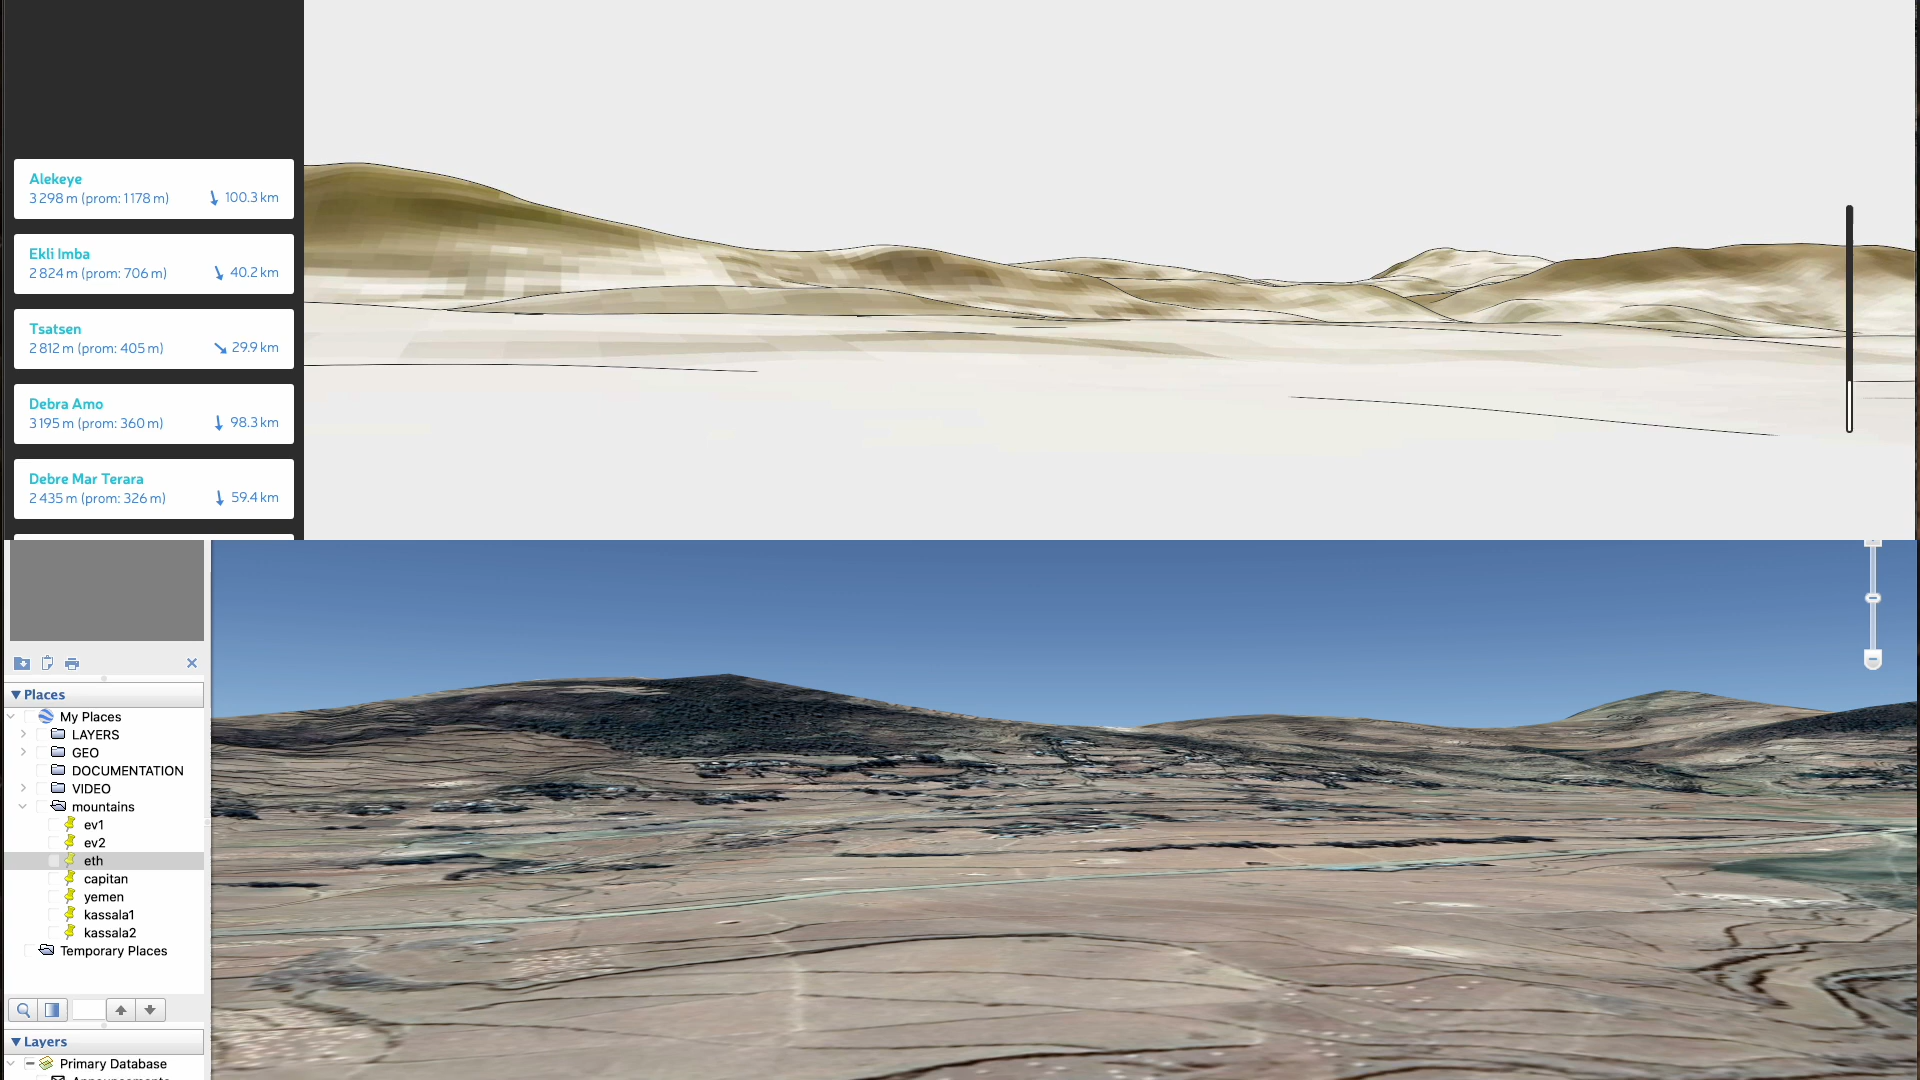 Alekeye
3 298 m (prom: 1 178 m) 100.3 km
Ekli Imba
2 824 m (prom: 706 m) 40.2 km
Tsatsen
2 812 m (prom: 405 m) 29.9 km
Debra Amo
3 195 m (prom: 360 m) 98.3 km
Debre Mar Terara
2 435 m (prom: 326 m) 59.4 km
Places
My Places
LAYERS
GEO
DOCUMENTATION
VIDEO
mountains
ev1
ev2
eth
capitan
yemen
kassala1
kassala2
Temporary Places
Layers
Primary Database